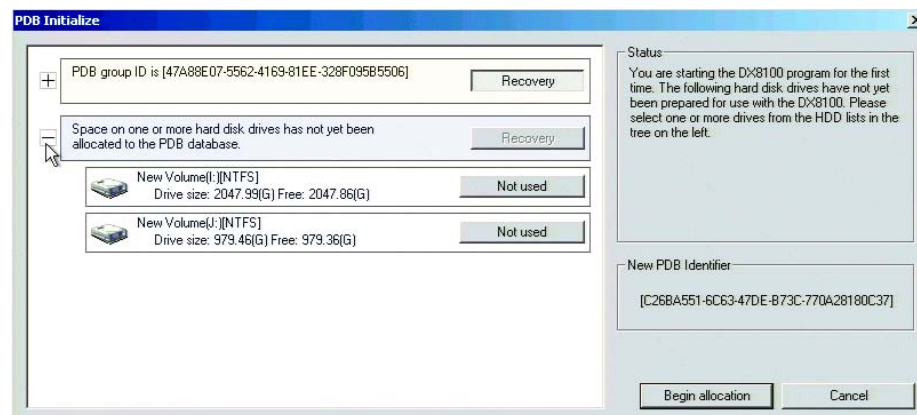 PDB Initialize
PDB group ID is [47A88E07-5562-4169-81EE-328F095B5506]
Recovery
Space on one or more hard disk drives has not yet been
allocated to the PDB database.
Recovery
New Volume(I:)[NTFS]
Drive size: 2047.99(G) Free: 2047.86(G)
Not used
New Volume(J:)[NTFS]
Drive size: 979.46(G) Free: 979.36(G)
Not used
Status
You are starting the DX8100 program for the first
time. The following hard disk drives have not yet
been prepared for use with the DX8100. Please
select one or more drives from the HDD lists in the
tree on the left.
New PDB Identifier
[C26BA551-6C63-47DE-B73C-770A28180C37]
Begin allocation
Cancel